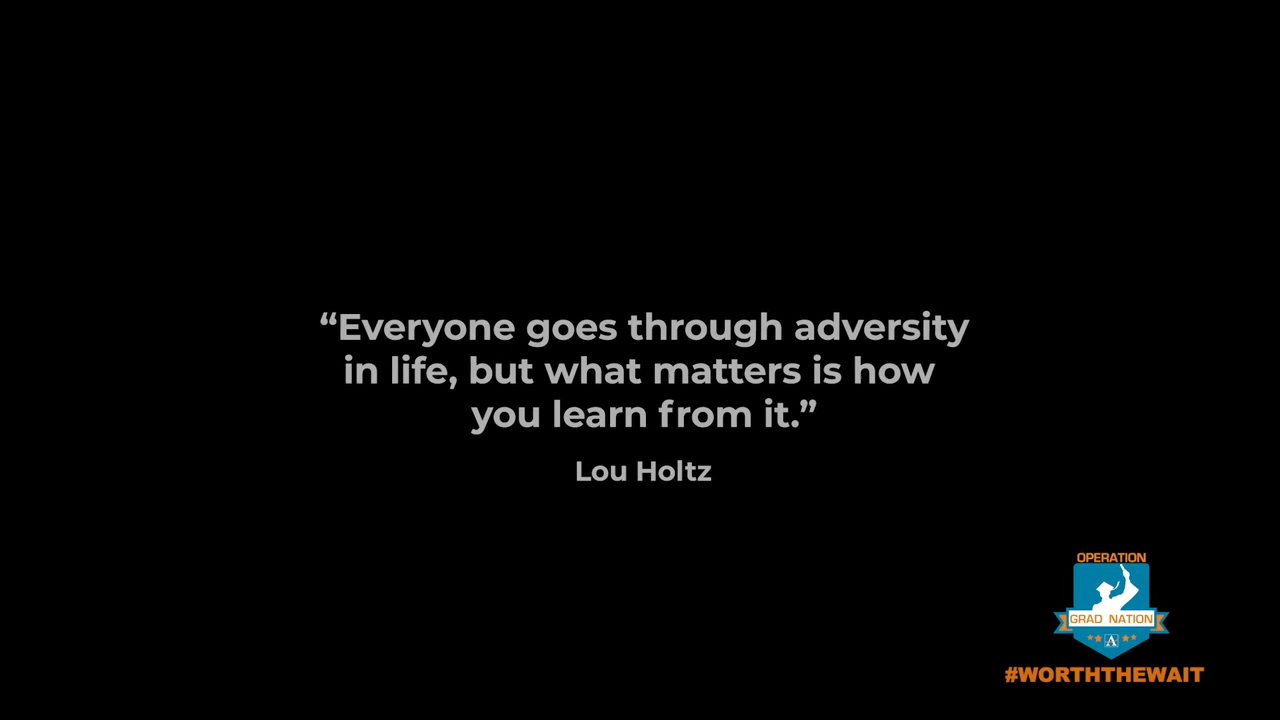 “Everyone goes through adversity
in life, but what matters is how
you learn from it.”
Lou Holtz
OPERATION
GRAD NATION
A
#WORTHTHEWAIT